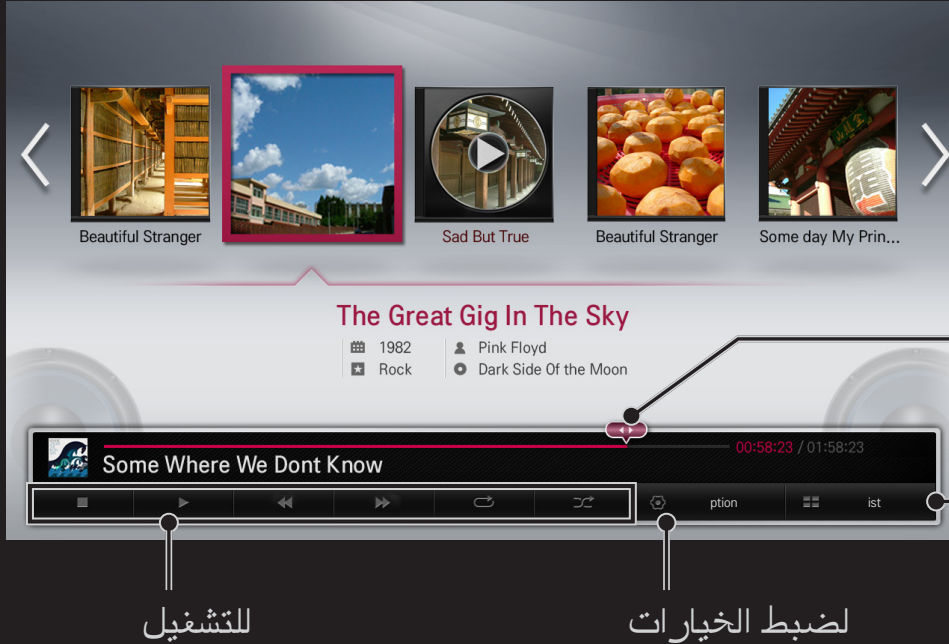 Beautiful Stranger
Sad But True
Beautiful Stranger
Some day My Prin...
The Great Gig In The Sky
1982 Pink Floyd
Rock Dark Side Of the Moon
00:58:23 / 01:58:23
Some Where We Dont Know
ption ist
للتشغيل
لضبط الخيارات